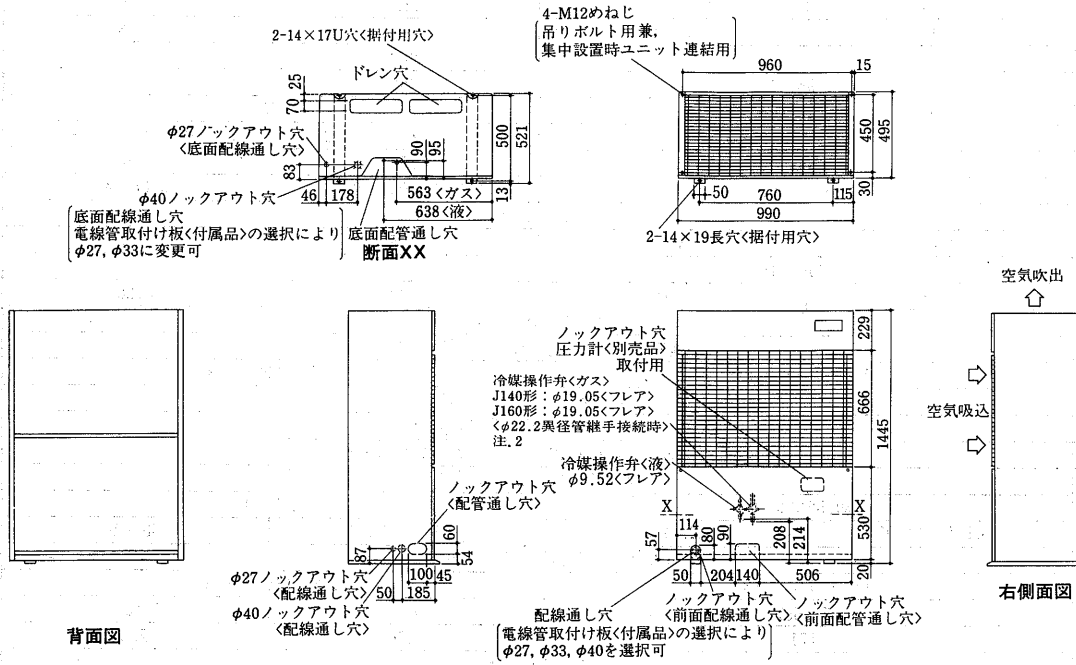 2-14×17U穴<据付用穴>
ドレン穴
25
70
φ27ノックアウト穴
<底面配線通し穴>
83
46
178
90
95
500
521
13
563<ガス>
638<液>
φ40ノックアウト穴
底面配線通し穴
電線管取付け板<付属品>の選択により
φ27, φ33に変更可
底面配管通し穴
断面XX
4-M12めねじ
吊りボルト用兼,
集中設置時ユニット連結用
960
15
450
495
30
50
760
115
990
2-14×19長穴<据付用穴>
背面図
ノックアウト穴
<配管通し穴>
60
54
87
φ27ノックアウト穴
<配線通し穴>
100
45
50
185
φ40ノックアウト穴
<配線通し穴>
ノックアウト穴
圧力計<別売品>
取付用
冷媒操作弁<ガス>
J140形:φ19.05<フレア>
J160形:φ19.05<フレア>
<φ22.2異径管継手接続時>
注.2
冷媒操作弁<液>
φ9.52<フレア>
229
666
1445
530
20
X
X
114
57
80
90
208
214
50
204
140
506
配線通し穴
電線管取付け板<付属品>の選択により
φ27, φ33, φ40を選択可
ノックアウト穴
<前面配線通し穴>
ノックアウト穴
<前面配管通し穴>
空気吹出
空気吸込
右側面図